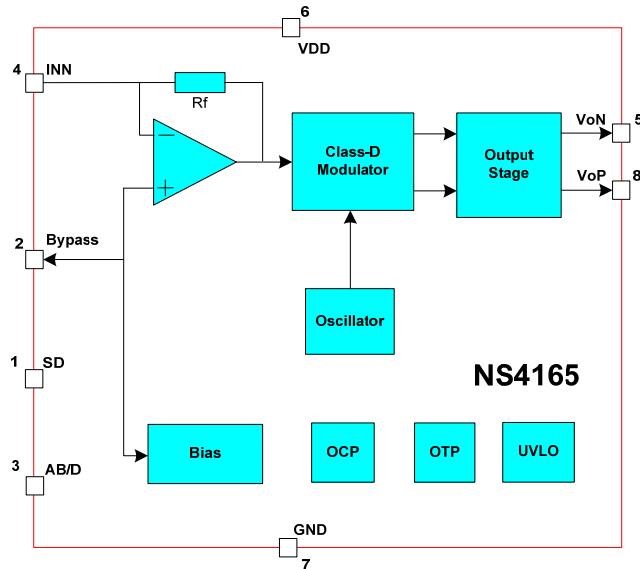 6
VDD
4
INN
Rf
VoN
5
Class-D
Modulator
Output
Stage
VoP
8
2
Bypass
Oscillator
1
SD
NS4165
3
AB/D
Bias
OCP
OTP
UVLO
GND
7